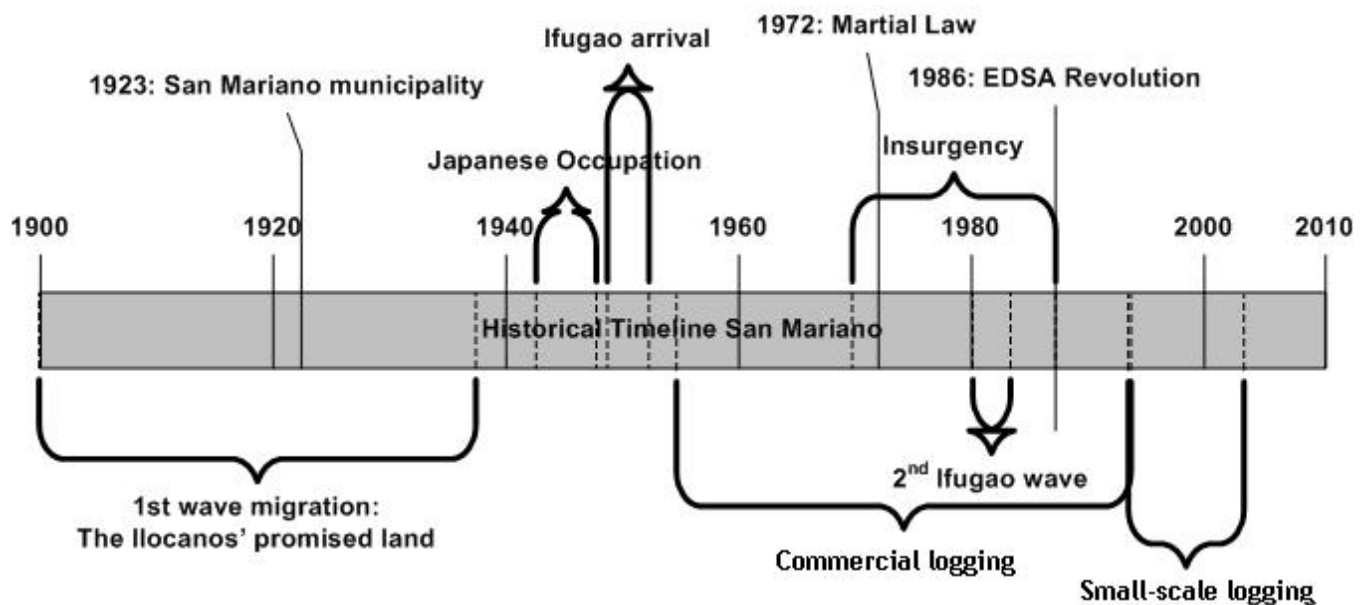 Ifugao arrival
1972: Martial Law
1923: San Mariano municipality
1986: EDSA Revolution
Japanese Occupation
Insurgency
1900
1920
1940
1960
1980
2000
2010
Historical Timeline San Mariano
2nd Ifugao wave
1st wave migration:
The Ilocanos' promised land
Commercial logging
Small-scale logging